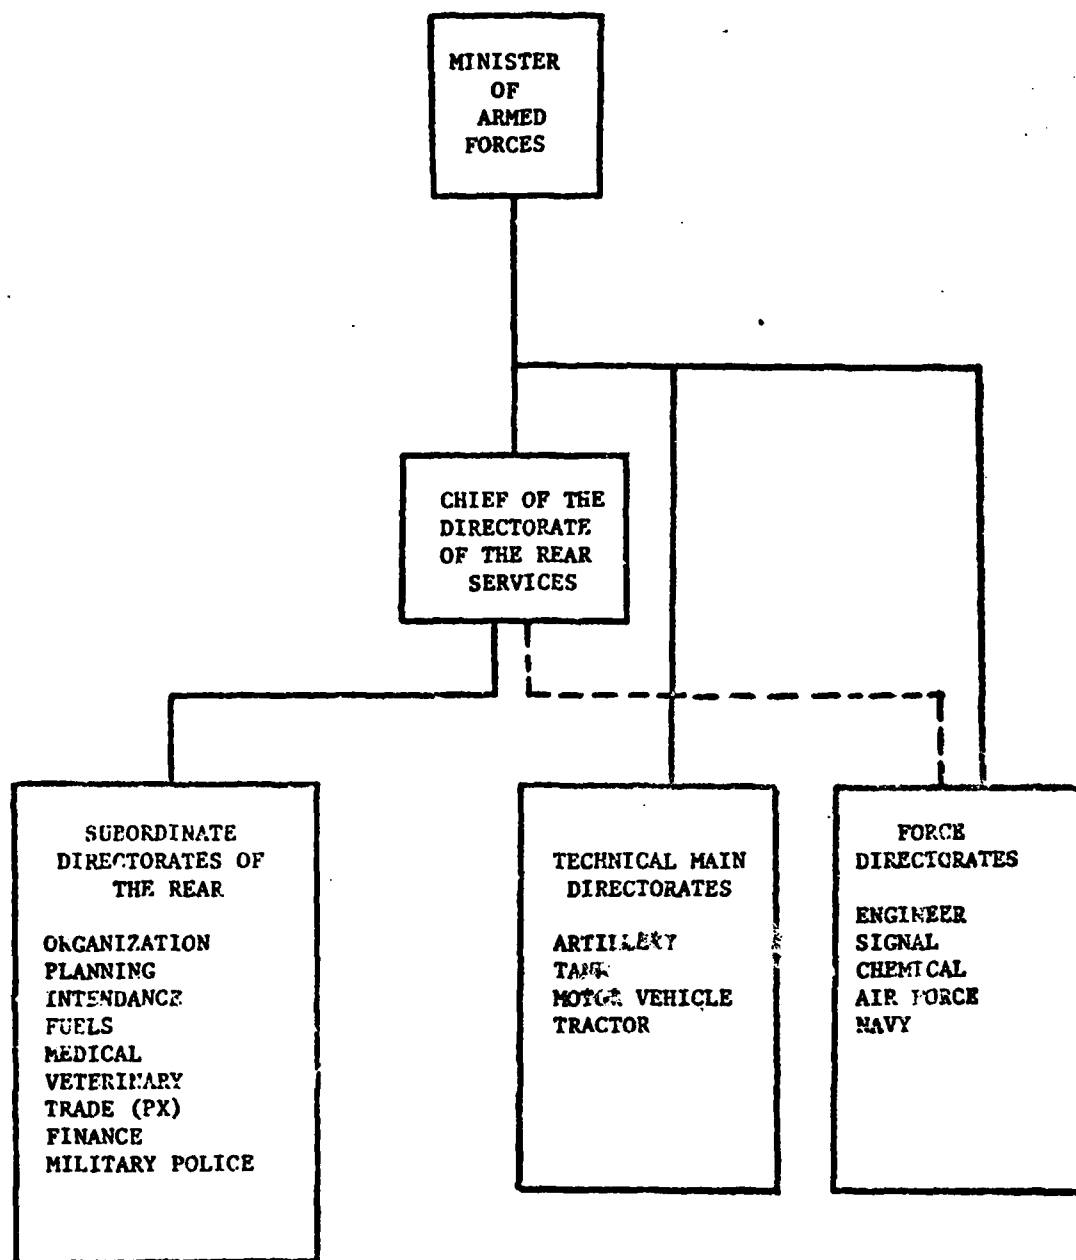 MINISTER
OF
ARMED
FORCES
CHIEF OF THE
DIRECTORATE
OF THE REAR
SERVICES
SUBORDINATE
DIRECTORATES OF
THE REAR
ORGANIZATION
PLANNING
INTENDANCE
FUELS
MEDICAL
VETERINARY
TRADE (PX)
FINANCE
MILITARY POLICE
TECHNICAL MAIN
DIRECTORATES
ARTILLERY
TANK
MOTOR VEHICLE
TRACTOR
FORCE
DIRECTORATES
ENGINEER
SIGNAL
CHEMICAL
AIR FORCE
NAVY